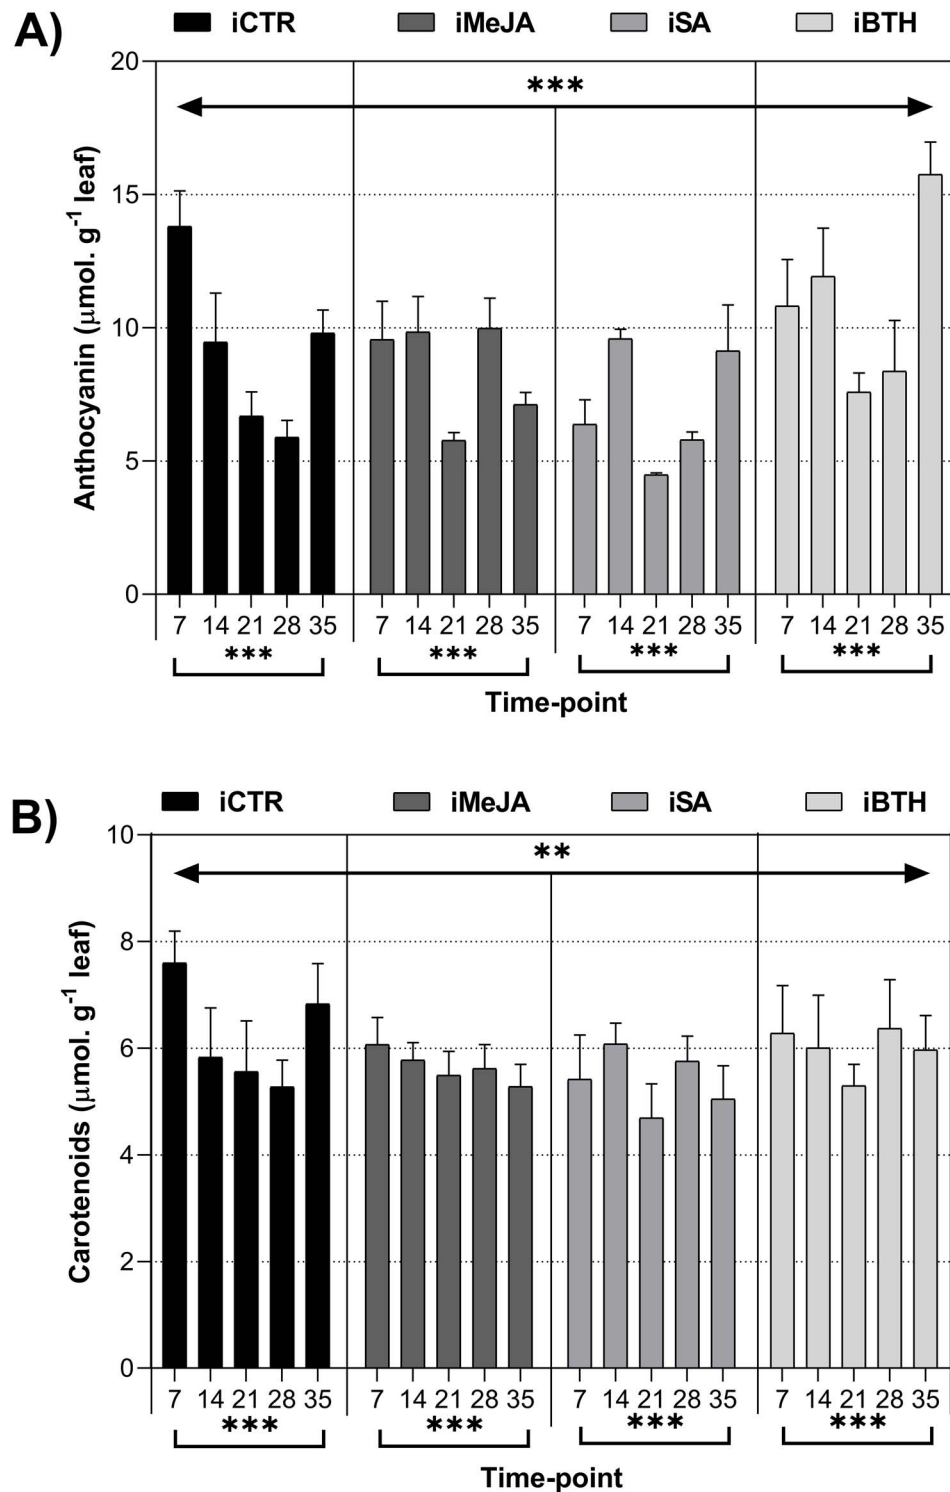 A)
iCTR iMeJA iSA iBTH
***
Anthocyanin (μmol. g⁻¹ leaf)
20
15
10
5
0
7 14 21 28 35 7 14 21 28 35 7 14 21 28 35 7 14 21 28 35
*** *** *** ***
Time-point
B)
iCTR iMeJA iSA iBTH
**
Carotenoids (μmol. g⁻¹ leaf)
10
8
6
4
2
0
7 14 21 28 35 7 14 21 28 35 7 14 21 28 35 7 14 21 28 35
*** *** *** ***
Time-point